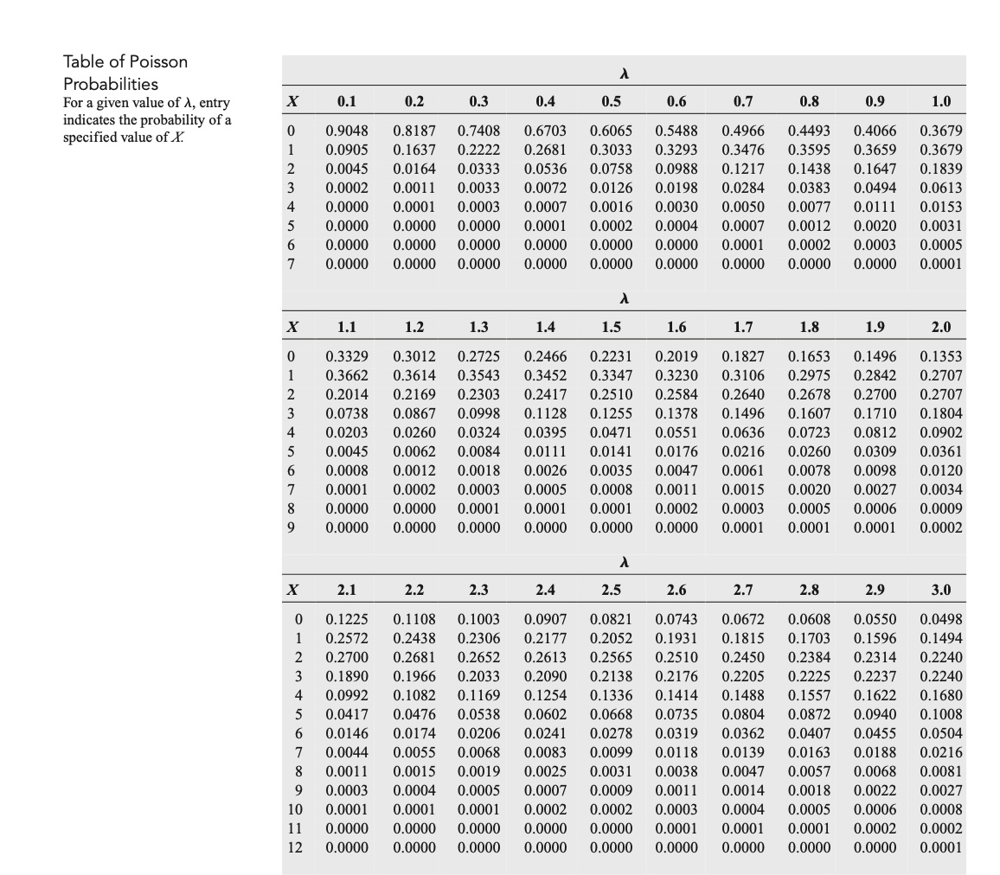 Table of Poisson
Probabilities
For a given value of λ, entry
indicates the probability of a
specified value of X.
λ
X 0.1 0.2 0.3 0.4 0.5 0.6 0.7 0.8 0.9 1.0
0 0.9048 0.8187 0.7408 0.6703 0.6065 0.5488 0.4966 0.4493 0.4066 0.3679
1 0.0905 0.1637 0.2222 0.2681 0.3033 0.3293 0.3476 0.3595 0.3659 0.3679
2 0.0045 0.0164 0.0333 0.0536 0.0758 0.0988 0.1217 0.1438 0.1647 0.1839
3 0.0002 0.0011 0.0033 0.0072 0.0126 0.0198 0.0284 0.0383 0.0494 0.0613
4 0.0000 0.0001 0.0003 0.0007 0.0016 0.0030 0.0050 0.0077 0.0111 0.0153
5 0.0000 0.0000 0.0000 0.0001 0.0002 0.0004 0.0007 0.0012 0.0020 0.0031
6 0.0000 0.0000 0.0000 0.0000 0.0000 0.0000 0.0001 0.0002 0.0003 0.0005
7 0.0000 0.0000 0.0000 0.0000 0.0000 0.0000 0.0000 0.0000 0.0000 0.0001
λ
X 1.1 1.2 1.3 1.4 1.5 1.6 1.7 1.8 1.9 2.0
0 0.3329 0.3012 0.2725 0.2466 0.2231 0.2019 0.1827 0.1653 0.1496 0.1353
1 0.3662 0.3614 0.3543 0.3452 0.3347 0.3230 0.3106 0.2975 0.2842 0.2707
2 0.2014 0.2169 0.2303 0.2417 0.2510 0.2584 0.2640 0.2678 0.2700 0.2707
3 0.0738 0.0867 0.0998 0.1128 0.1255 0.1378 0.1496 0.1607 0.1710 0.1804
4 0.0203 0.0260 0.0324 0.0395 0.0471 0.0551 0.0636 0.0723 0.0812 0.0902
5 0.0045 0.0062 0.0084 0.0111 0.0141 0.0176 0.0216 0.0260 0.0309 0.0361
6 0.0008 0.0012 0.0018 0.0026 0.0035 0.0047 0.0061 0.0078 0.0098 0.0120
7 0.0001 0.0002 0.0003 0.0005 0.0008 0.0011 0.0015 0.0020 0.0027 0.0034
8 0.0000 0.0000 0.0001 0.0001 0.0001 0.0002 0.0003 0.0005 0.0006 0.0009
9 0.0000 0.0000 0.0000 0.0000 0.0000 0.0000 0.0001 0.0001 0.0001 0.0002
λ
X 2.1 2.2 2.3 2.4 2.5 2.6 2.7 2.8 2.9 3.0
0 0.1225 0.1108 0.1003 0.0907 0.0821 0.0743 0.0672 0.0608 0.0550 0.0498
1 0.2572 0.2438 0.2306 0.2177 0.2052 0.1931 0.1815 0.1703 0.1596 0.1494
2 0.2700 0.2681 0.2652 0.2613 0.2565 0.2510 0.2450 0.2384 0.2314 0.2240
3 0.1890 0.1966 0.2033 0.2090 0.2138 0.2176 0.2205 0.2225 0.2237 0.2240
4 0.0992 0.1082 0.1169 0.1254 0.1336 0.1414 0.1488 0.1557 0.1622 0.1680
5 0.0417 0.0476 0.0538 0.0602 0.0668 0.0735 0.0804 0.0872 0.0940 0.1008
6 0.0146 0.0174 0.0206 0.0241 0.0278 0.0319 0.0362 0.0407 0.0455 0.0504
7 0.0044 0.0055 0.0068 0.0083 0.0099 0.0118 0.0139 0.0163 0.0188 0.0216
8 0.0011 0.0015 0.0019 0.0025 0.0031 0.0038 0.0047 0.0057 0.0068 0.0081
9 0.0003 0.0004 0.0005 0.0007 0.0009 0.0011 0.0014 0.0018 0.0022 0.0027
10 0.0001 0.0001 0.0001 0.0002 0.0002 0.0003 0.0004 0.0005 0.0006 0.0008
11 0.0000 0.0000 0.0000 0.0000 0.0000 0.0001 0.0001 0.0001 0.0002 0.0002
12 0.0000 0.0000 0.0000 0.0000 0.0000 0.0000 0.0000 0.0000 0.0000 0.0001